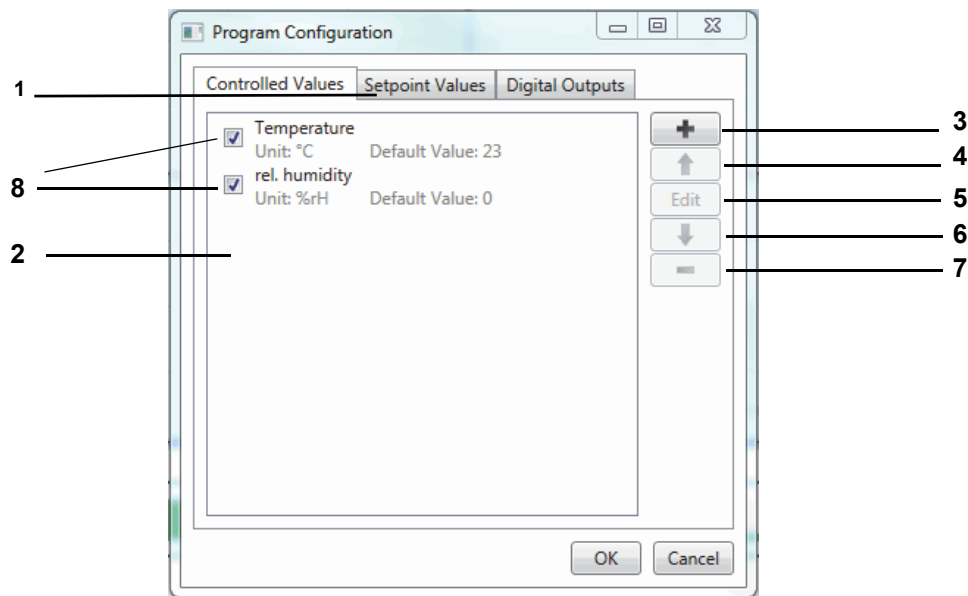 Program Configuration
Controlled Values Setpoint Values Digital Outputs
1
Temperature
Unit: °C Default Value: 23
rel. humidity
Unit: %rH Default Value: 0
8
2
3
4
Edit 5
6
7
OK Cancel